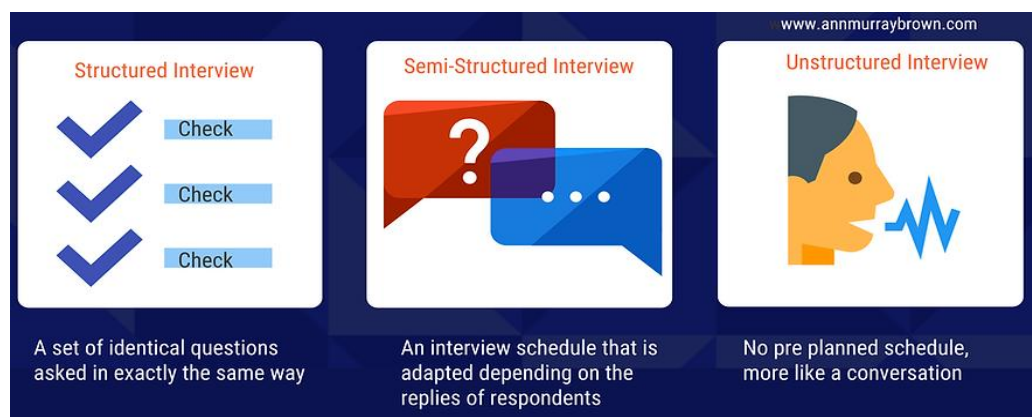 www.annmurraybrown.com
Structured Interview
Check
Check
Check
A set of identical questions
asked in exactly the same way
Semi-Structured Interview
?
...
An interview schedule that is
adapted depending on the
replies of respondents
Unstructured Interview
No pre planned schedule,
more like a conversation